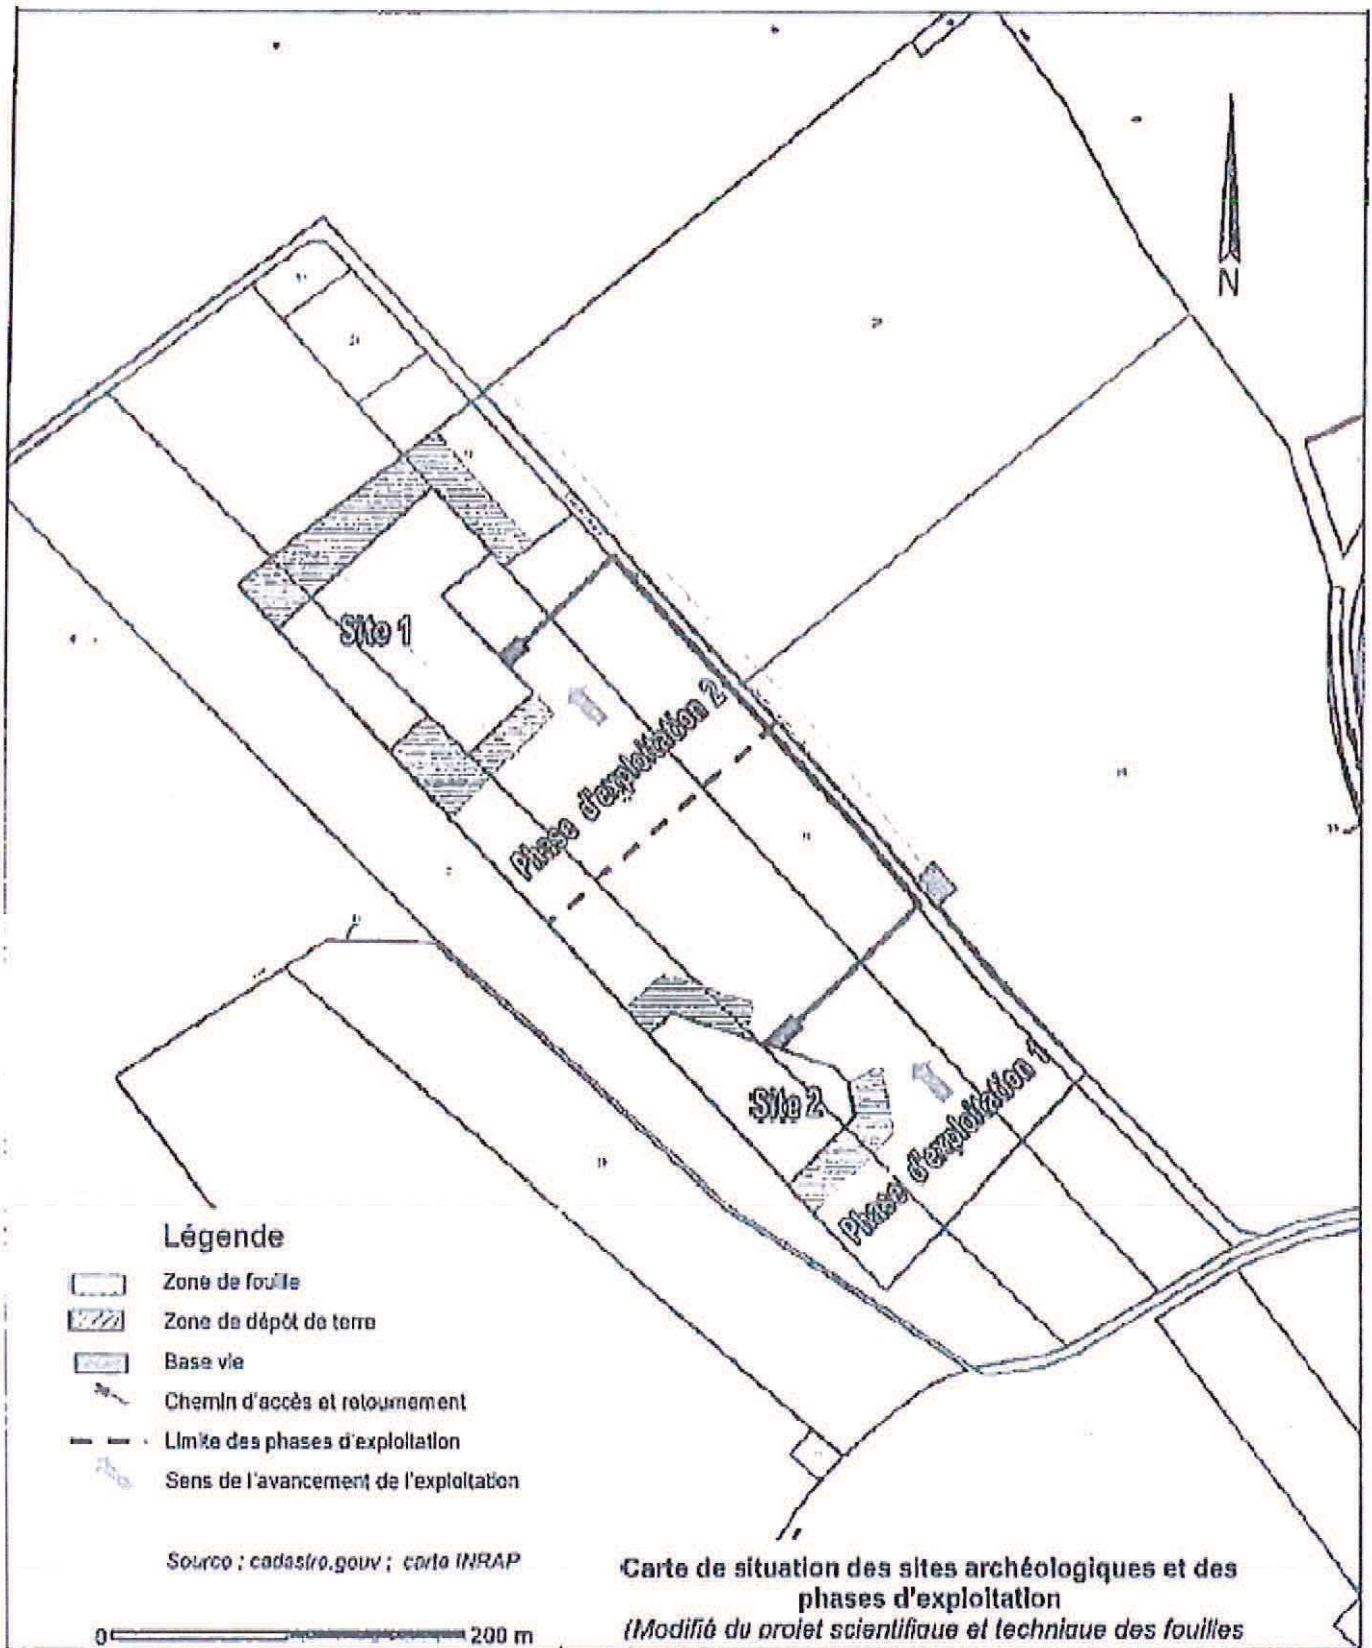 N
Site 1
Phase d'exploitation 2
Site 2
Phase d'exploitation 1
Légende
Zone de fouille
Zone de dépôt de terre
Base vie
Chemin d'accès et retournement
Limite des phases d'exploitation
Sens de l'avancement de l'exploitation
Source : cadastre.gouv ; carte INRAP
0 200 m
Carte de situation des sites archéologiques et des
phases d'exploitation
(Modifié du projet scientifique et technique des fouilles